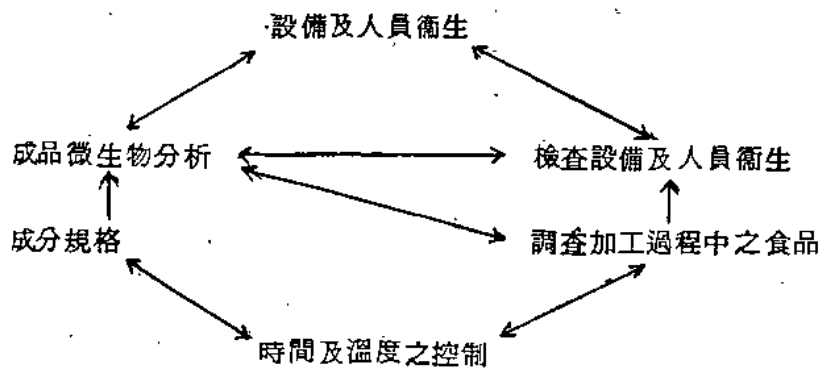 設備及人員衞生
成品微生物分析
檢查設備及人員衞生
成分規格
調查加工過程中之食品
時間及溫度之控制